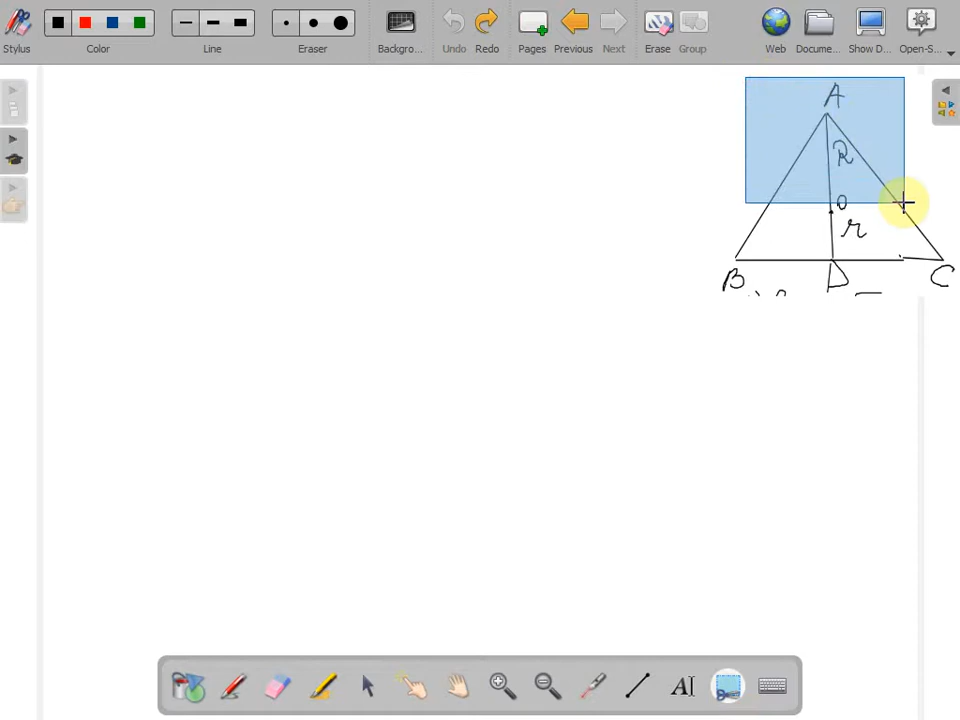 Stylus
Color
Line
Eraser
Backgro...
Undo
Redo
Pages
Previous
Next
Erase
Group
Web
Docume...
Show D...
Open-S...
A
R
O
r
B
D
C